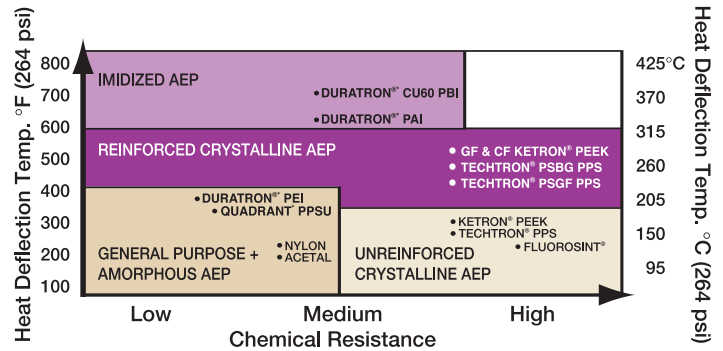 Heat Deflection Temp. °F (264 psi)
800
700
600
500
400
300
200
100
IMIDIZED AEP
• DURATRON®* CU60 PBI
• DURATRON®* PAI
REINFORCED CRYSTALLINE AEP
• GF & CF KETRON® PEEK
• TECHTRON® PSBG PPS
• TECHTRON® PSGF PPS
• DURATRON®* PEI
• QUADRANT* PPSU
• NYLON
• ACETAL
GENERAL PURPOSE +
AMORPHOUS AEP
• KETRON® PEEK
• TECHTRON® PPS
• FLUOROSINT®
UNREINFORCED
CRYSTALLINE AEP
425°C
370
315
260
205
150
95
Heat Deflection Temp. °C (264 psi)
Low
Medium
High
Chemical Resistance